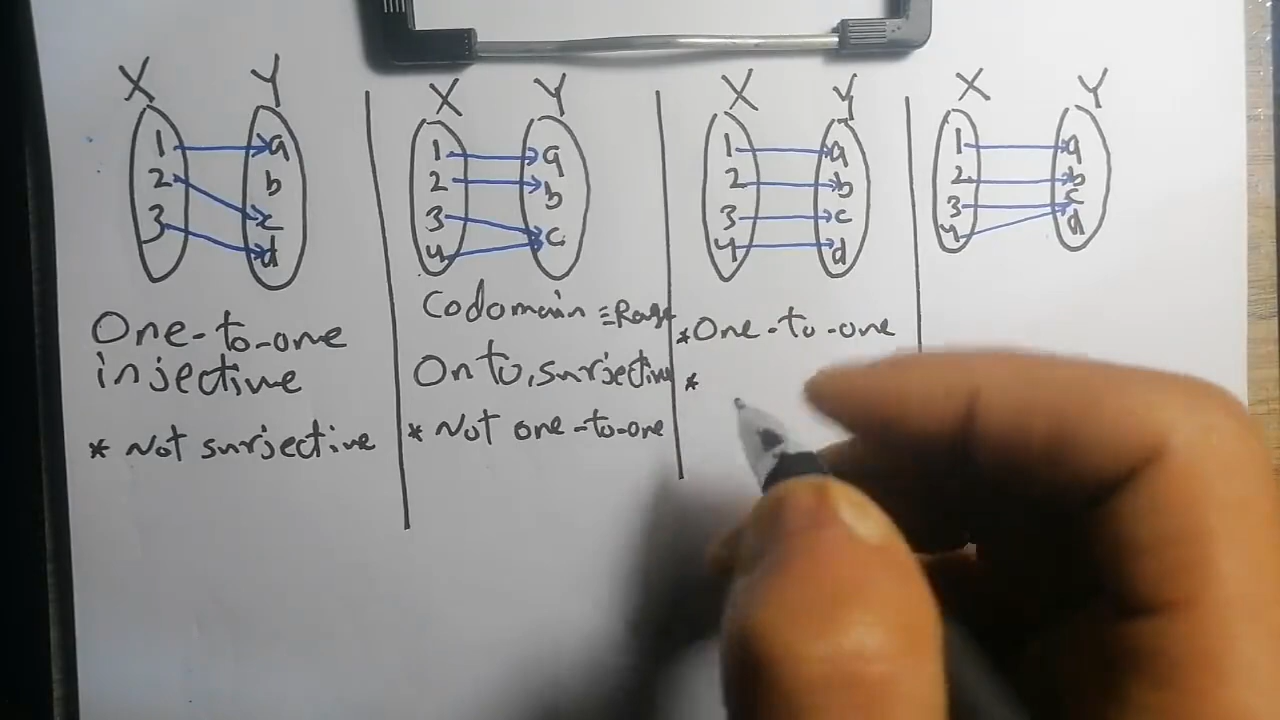 X Y
1 a
2 b
3 c
d
One-to-one
injective
* Not surjective
X Y
1 a
2 b
3 c
4
Codomain =
Onto, surjective
* Not one-to-one
X Y
1 a
2 b
3 c
4 d
*One-to-one
*
X Y
1 a
2 b
3 c
4 d